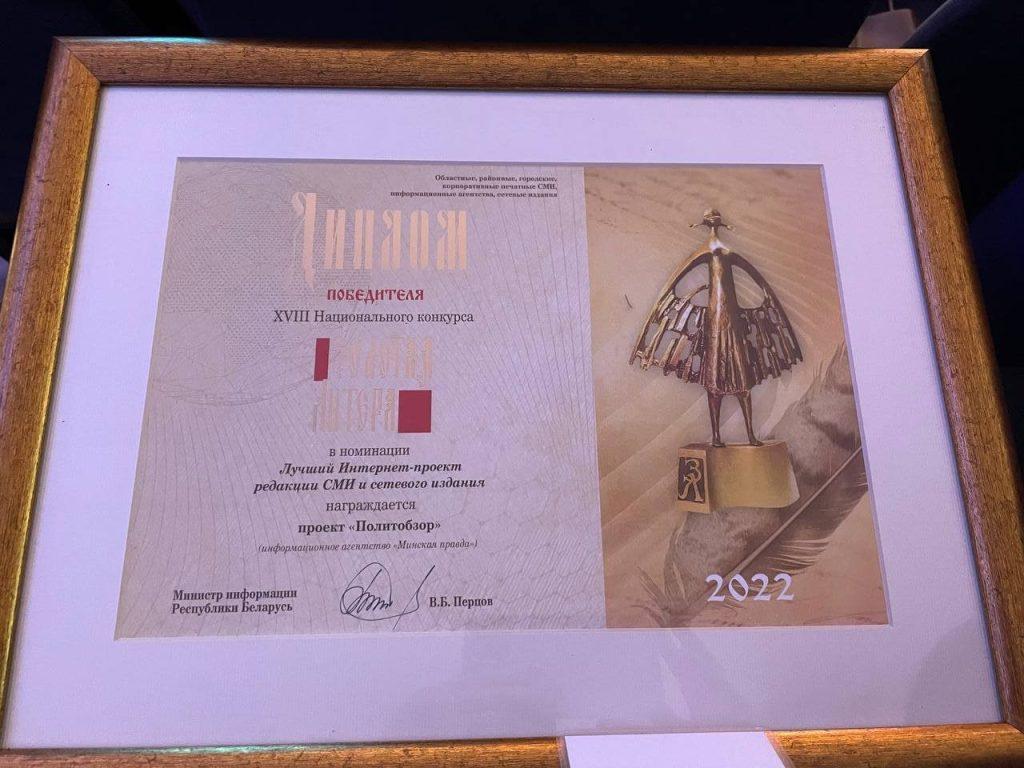 Областные, районные, городские,
корпоративные печатные СМИ,
информационные агентства, сетевые издания
Диплом
ПОБЕДИТЕЛЯ
XVIII Национального конкурса
ЗОЛОТАЯ
ЛИТЕРА
в номинации
Лучший Интернет-проект
редакции СМИ и сетевого издания
награждается
проект «Политобзор»
(информационное агентство «Минская правда»)
Министр информации
Республики Беларусь
В.Б. Перцов
ЗЛ
2022